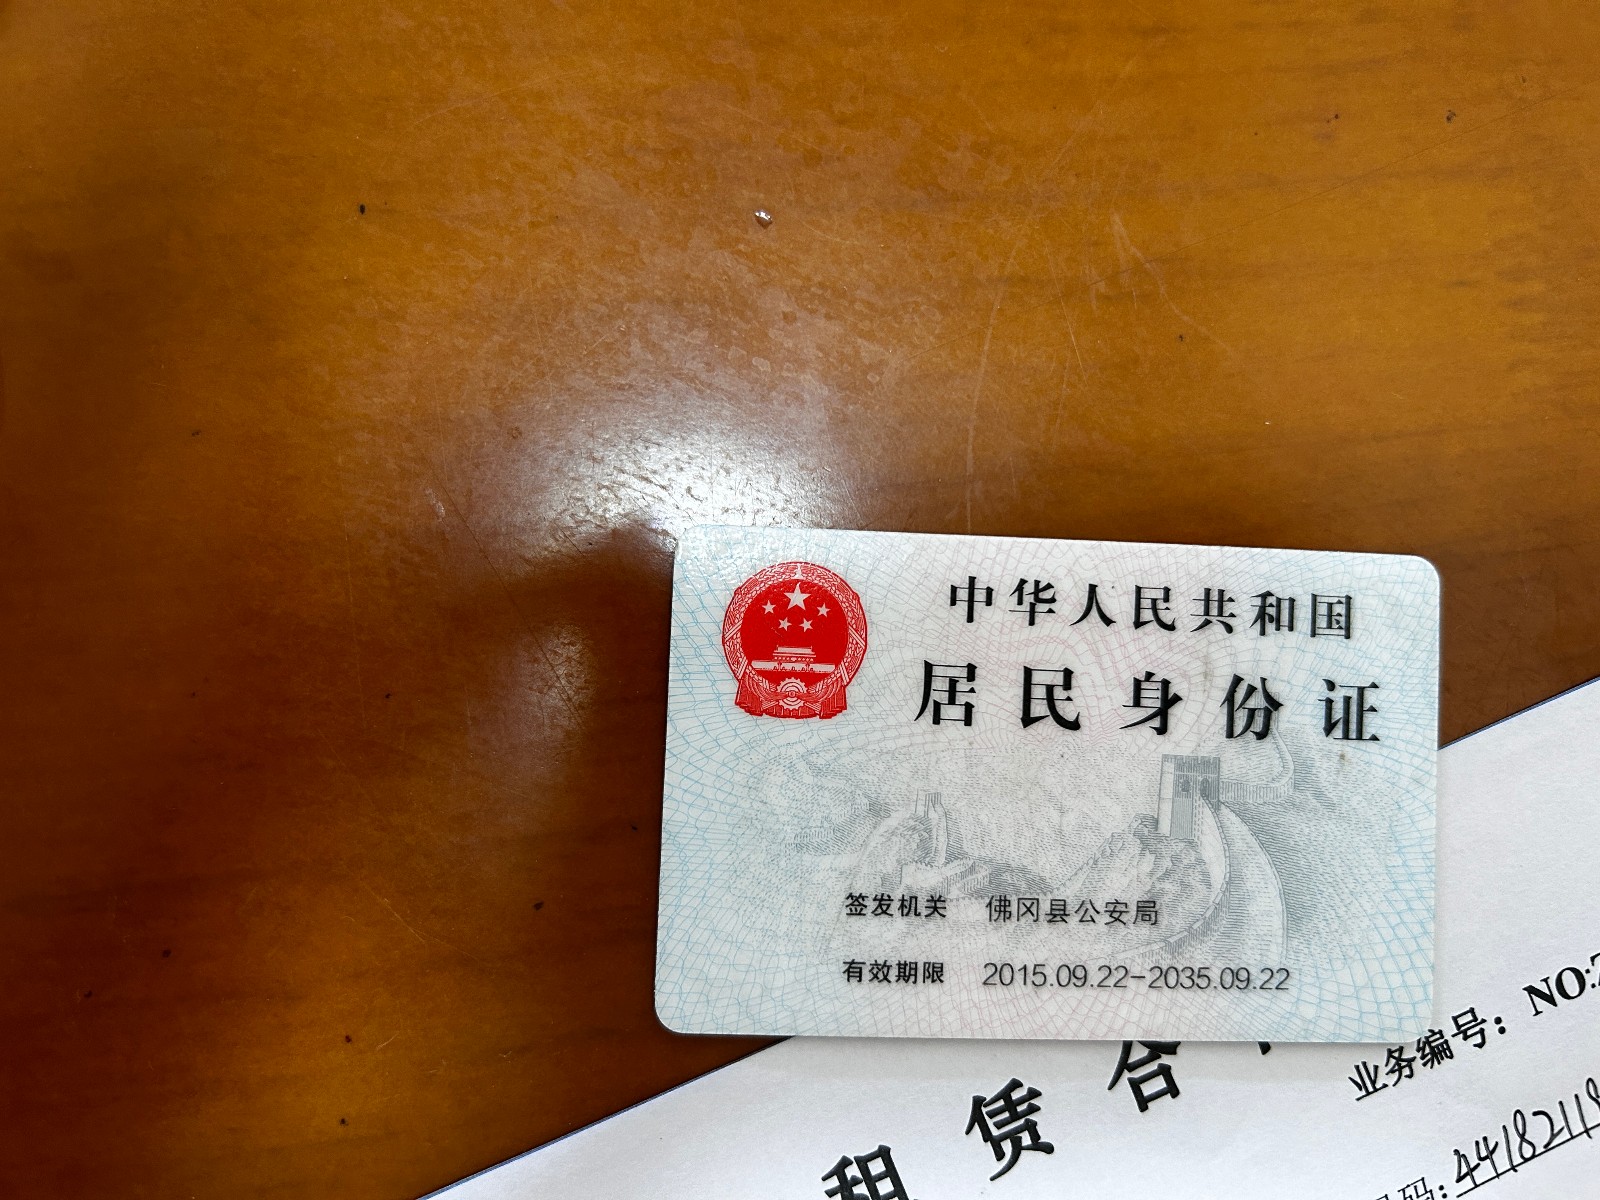 中华人民共和国
居民身份证
签发机关 佛冈县公安局
有效期限 2015.09.22-2035.09.22
租赁合
业务编号：NO:
码: 4418211